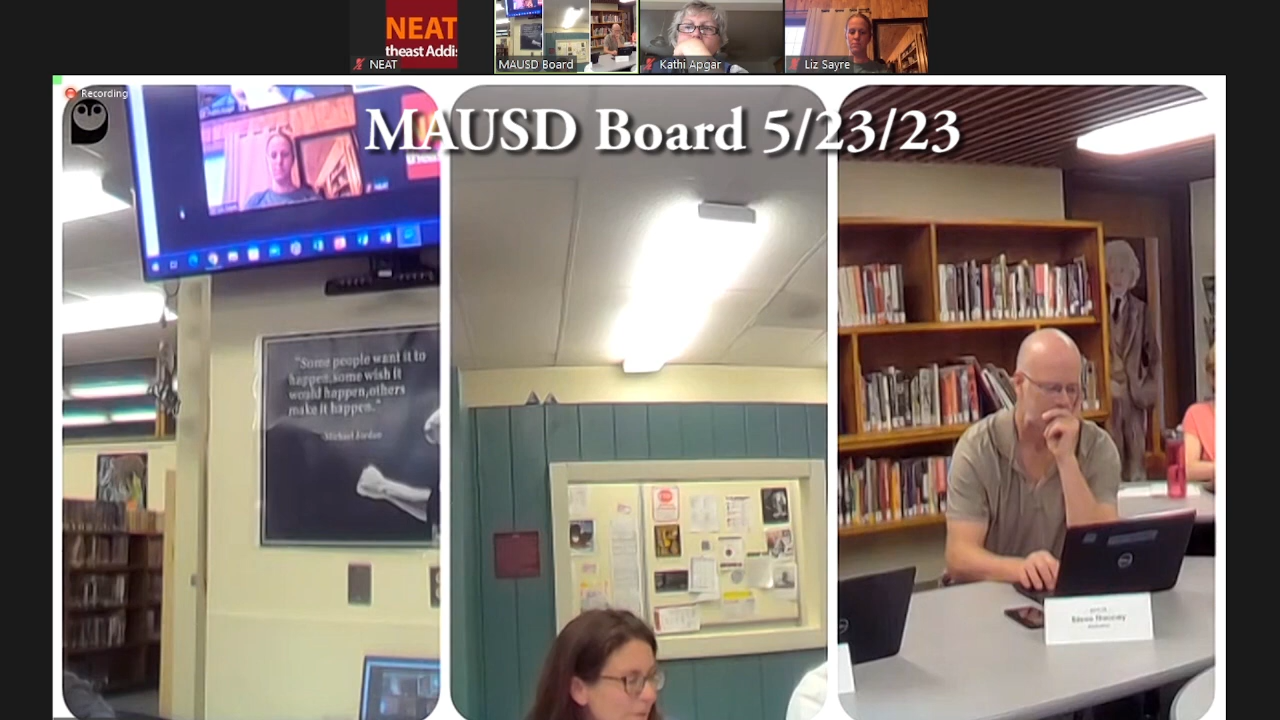 NEAT
theast Addis
NEAT
MAUSD Board
Kathi Apgar
Liz Sayre
Recording
MAUSD Board 5/23/23
"Some people want it to
happen, some wish it
would happen, others
make it happen."
Michael Jordan
DELL